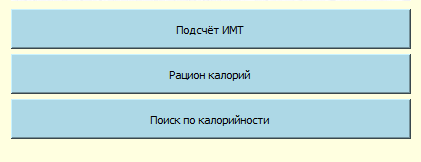 Подсчёт ИМТ
Рацион калорий
Поиск по калорийности